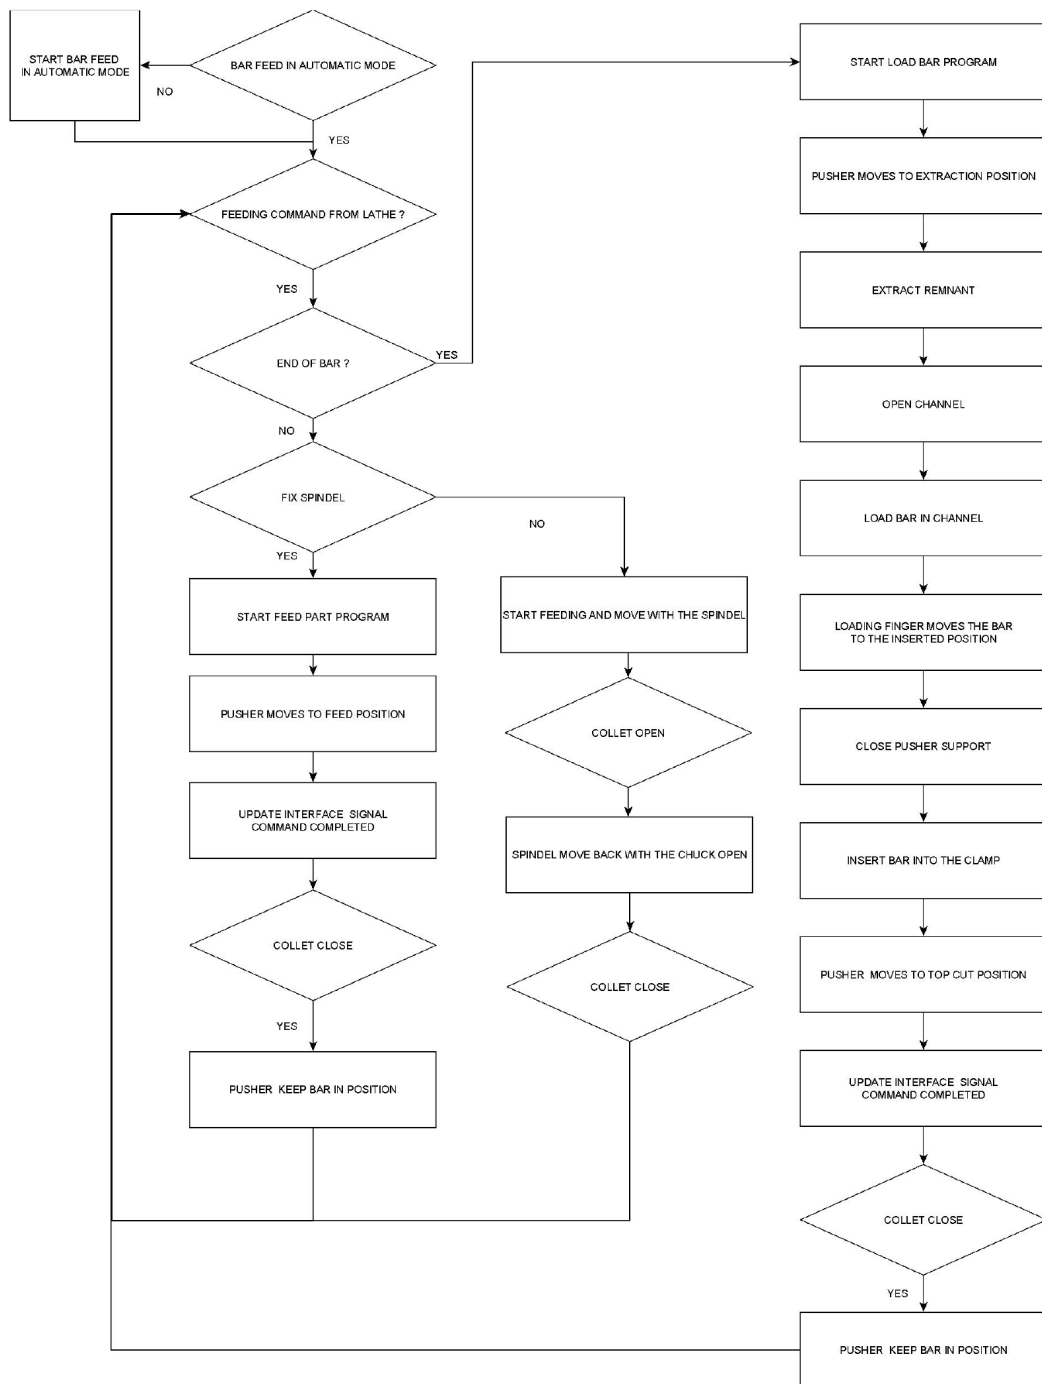 START BAR FEED
IN AUTOMATIC MODE
BAR FEED IN AUTOMATIC MODE
NO
YES
FEEDING COMMAND FROM LATHE ?
YES
END OF BAR ?
YES
NO
FIX SPINDEL
NO
YES
START FEED PART PROGRAM
PUSHER MOVES TO FEED POSITION
UPDATE INTERFACE SIGNAL
COMMAND COMPLETED
COLLET CLOSE
YES
PUSHER KEEP BAR IN POSITION
START FEEDING AND MOVE WITH THE SPINDEL
COLLET OPEN
SPINDEL MOVE BACK WITH THE CHUCK OPEN
COLLET CLOSE
START LOAD BAR PROGRAM
PUSHER MOVES TO EXTRACTION POSITION
EXTRACT REMNANT
OPEN CHANNEL
LOAD BAR IN CHANNEL
LOADING FINGER MOVES THE BAR
TO THE INSERTED POSITION
CLOSE PUSHER SUPPORT
INSERT BAR INTO THE CLAMP
PUSHER MOVES TO TOP CUT POSITION
UPDATE INTERFACE SIGNAL
COMMAND COMPLETED
COLLET CLOSE
YES
PUSHER KEEP BAR IN POSITION